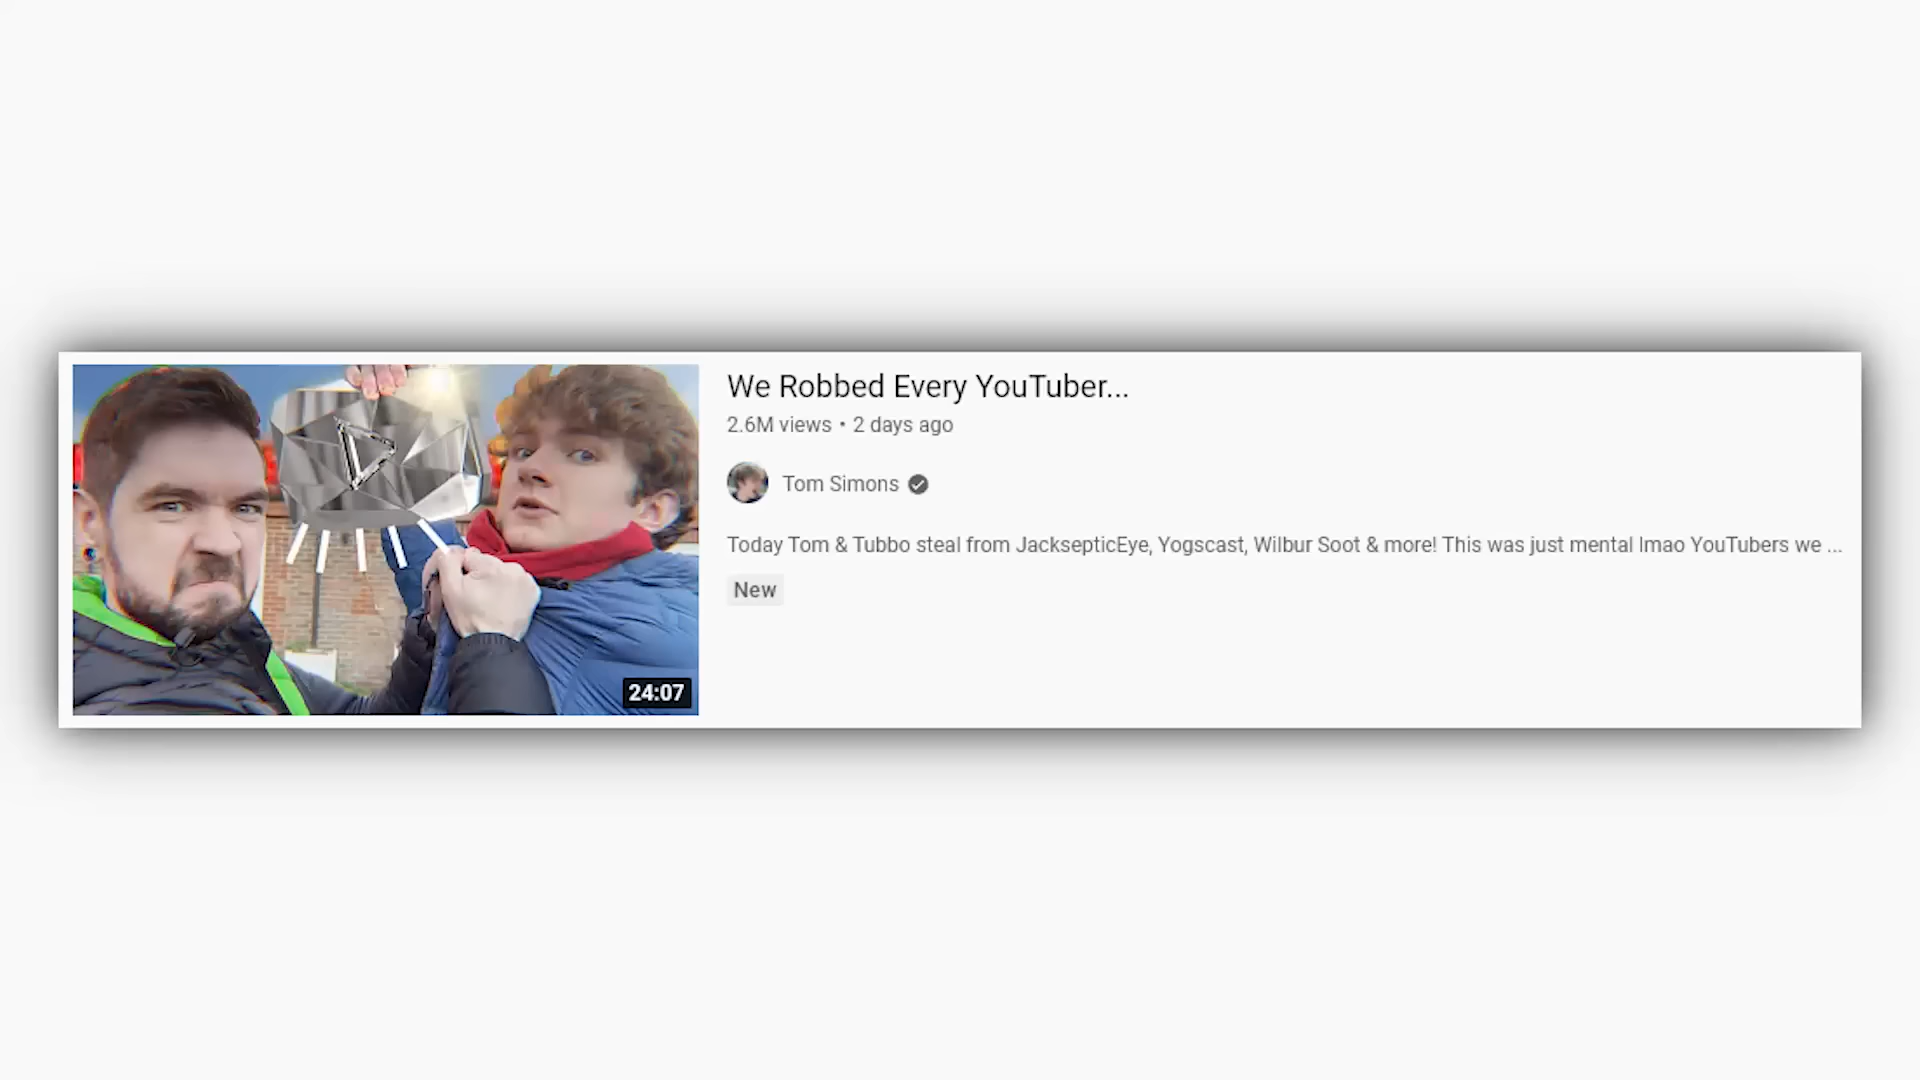 We Robbed Every YouTuber...
2.6M views • 2 days ago
Tom Simons
Today Tom & Tubbo steal from JacksepticEye, Yogscast, Wilbur Soot & more! This was just mental lmao YouTubers we ...
New
24:07